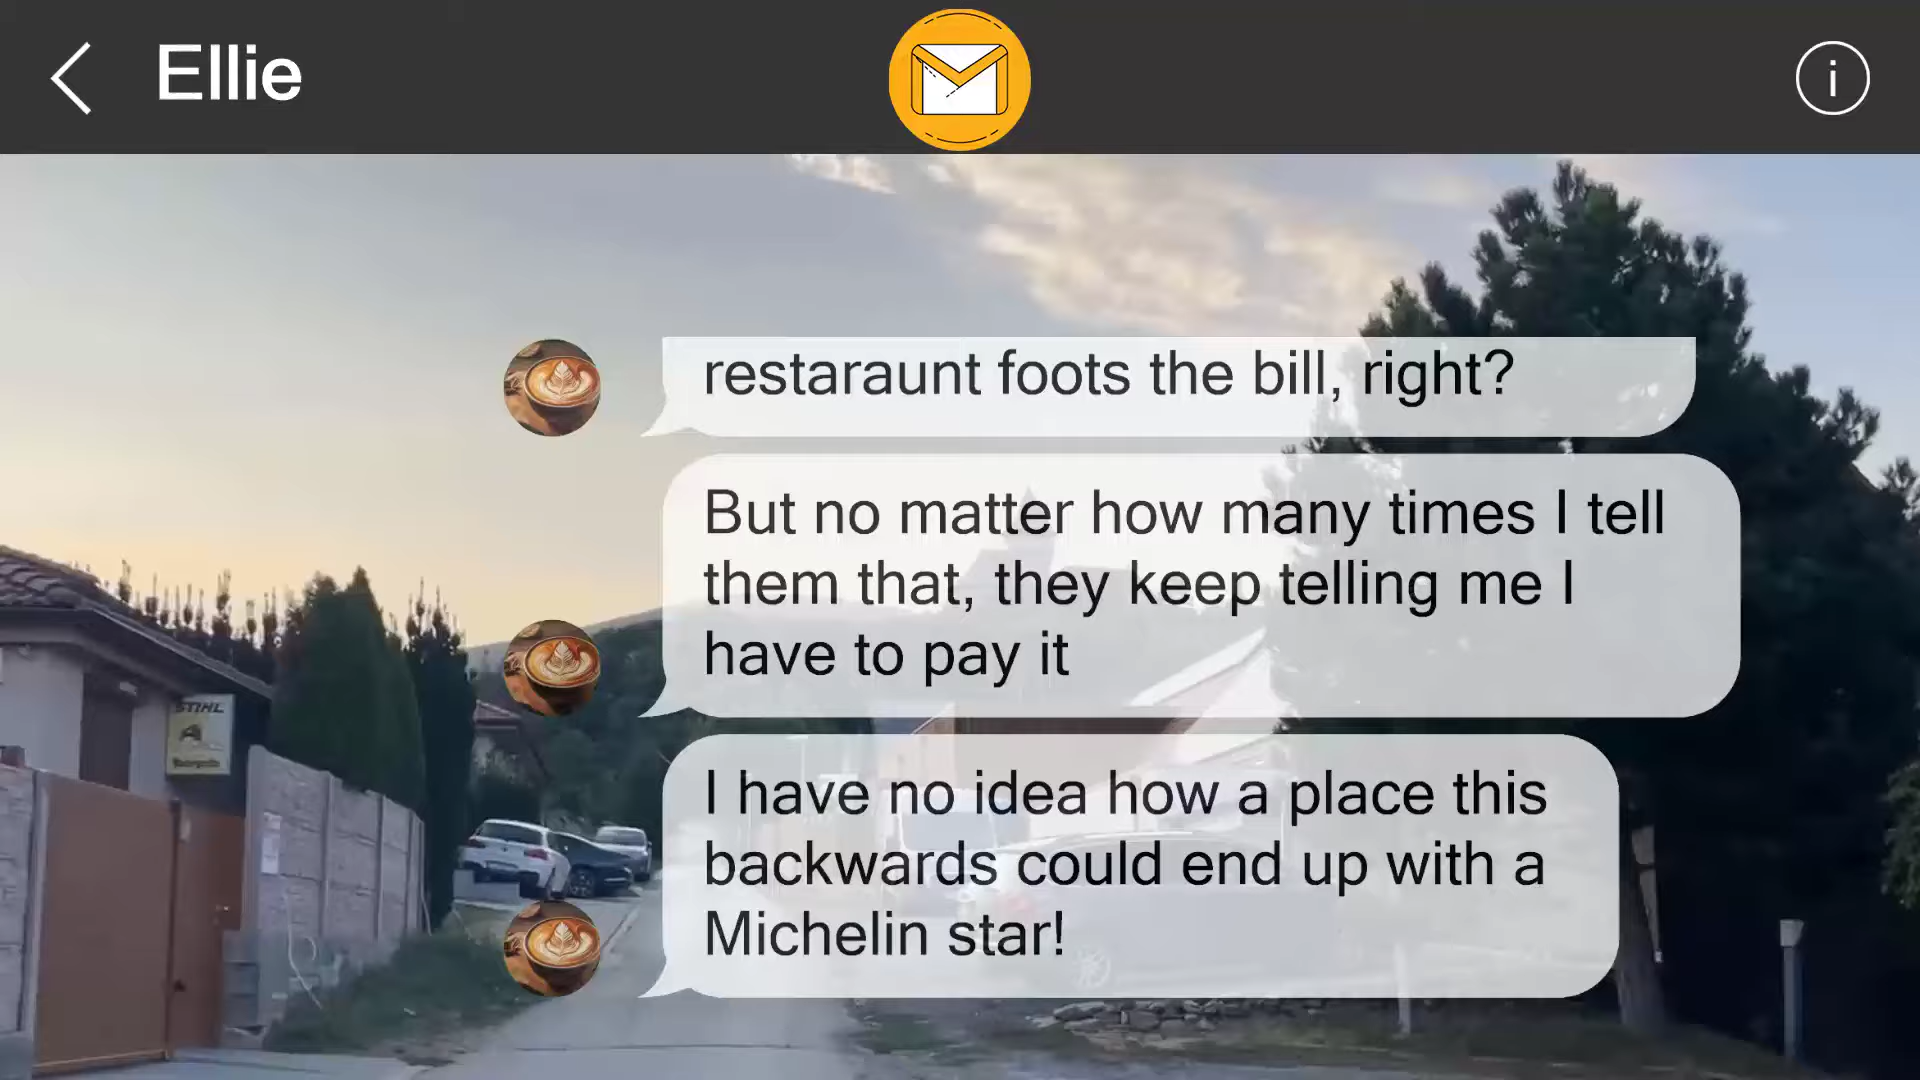 Ellie
i
restaraunt foots the bill, right?
But no matter how many times I tell
them that, they keep telling me I
have to pay it
I have no idea how a place this
backwards could end up with a
Michelin star!
STIHL